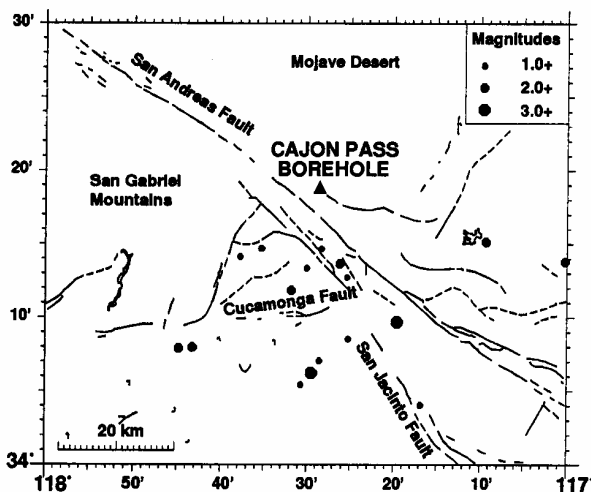 30'
Magnitudes
1.0+
2.0+
3.0+
Mojave Desert
San Andreas Fault
20'
CAJON PASS
BOREHOLE
San Gabriel
Mountains
10'
Cucamonga Fault
San Jacinto Fault
20 km
34°
118°
50'
40'
30'
20'
10'
117°